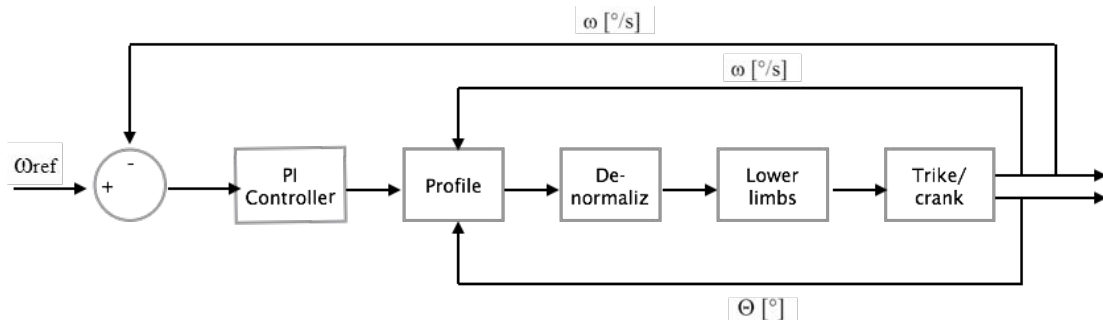 ω [°/s]
ω [°/s]
ωref
-
+
PI
Controller
Profile
De-
normaliz
Lower
limbs
Trike/
crank
Θ [°]